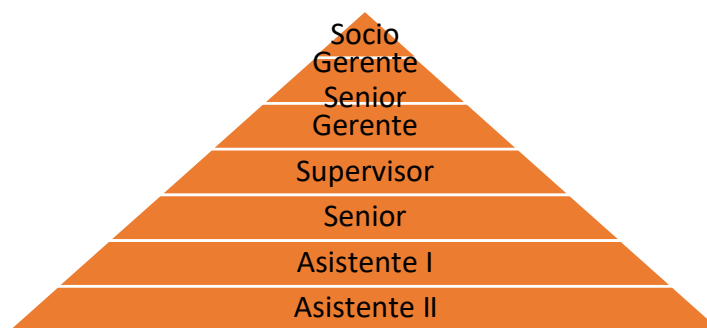 Socio
Gerente
Senior
Gerente
Supervisor
Senior
Asistente I
Asistente II